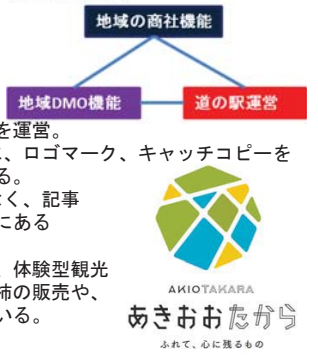 地域の商社機能
地域DMO機能
道の駅運営
を運営。
、ロゴマーク、キャッチコピーを
る。
く、記事
にある
体験型観光
柿の販売や、
いる。
AKIOTAKARA
あきおおたから
ふれて、心に残るもの